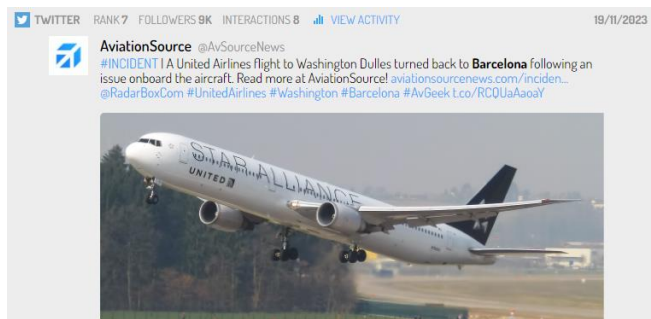 TWITTER RANK 7 FOLLOWERS 9K INTERACTIONS 8 VIEW ACTIVITY 19/11/2023
AviationSource @AvSourceNews
#INCIDENT | A United Airlines flight to Washington Dulles turned back to Barcelona following an
issue onboard the aircraft. Read more at AviationSource! aviationsourcenews.com/inciden...
@RadarBoxCom #UnitedAirlines #Washington #Barcelona #AvGeek t.co/RCQUaAaoaY
STAR ALLIANCE
UNITED